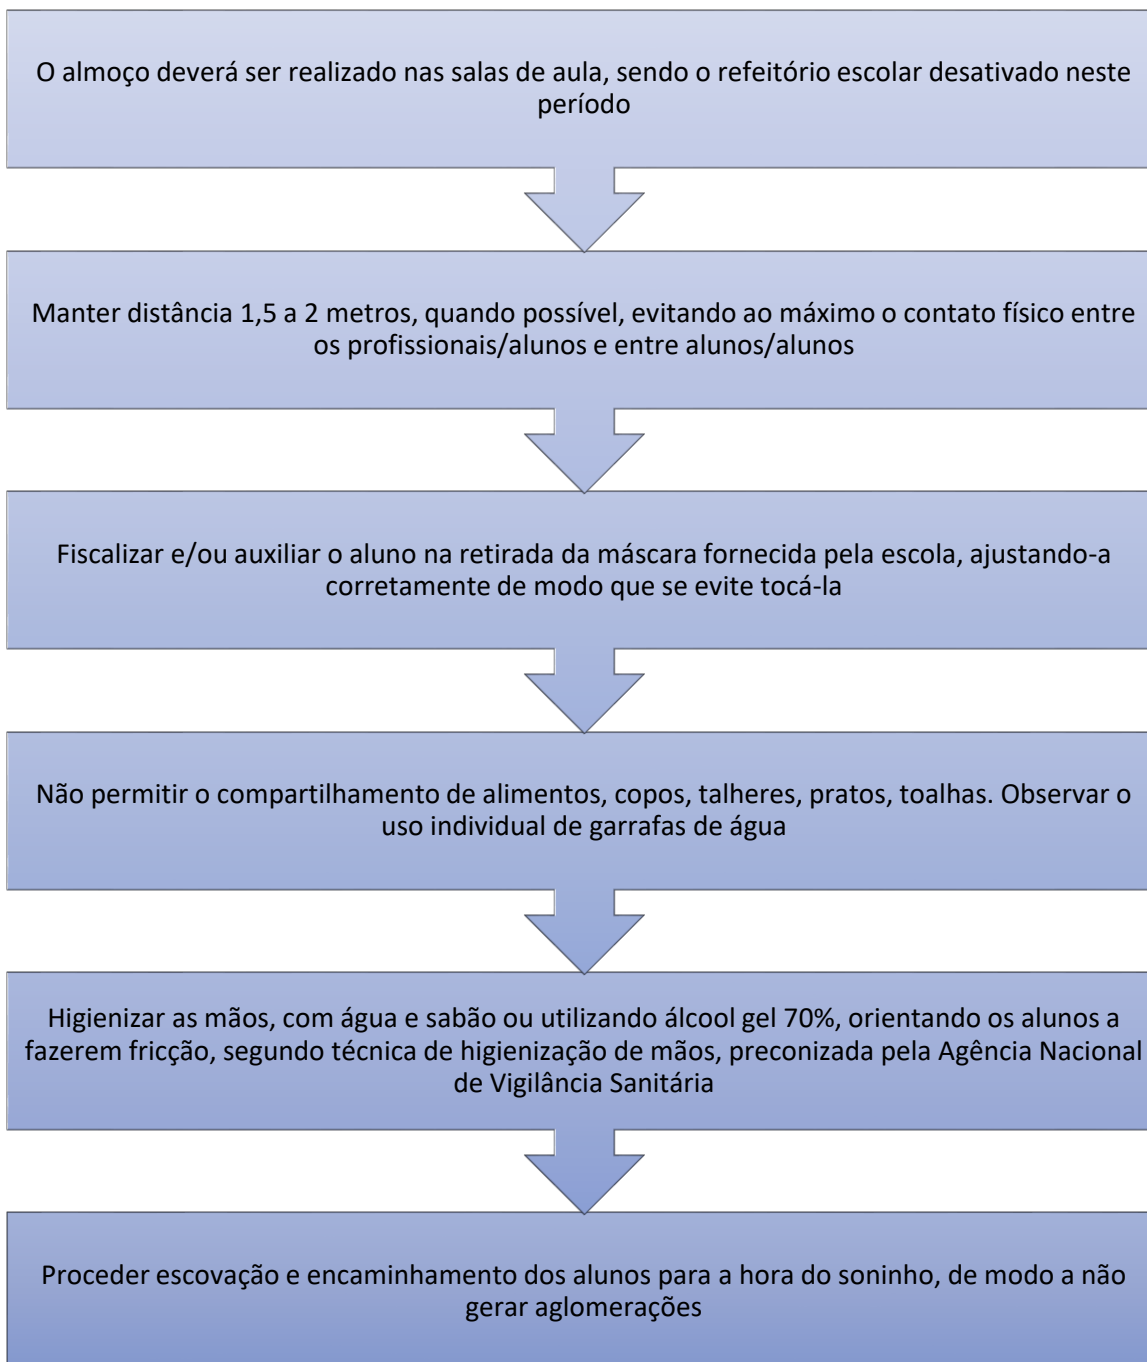 O almoço deverá ser realizado nas salas de aula, sendo o refeitório escolar desativado neste
período
Manter distância 1,5 a 2 metros, quando possível, evitando ao máximo o contato físico entre
os profissionais/alunos e entre alunos/alunos
Fiscalizar e/ou auxiliar o aluno na retirada da máscara fornecida pela escola, ajustando-a
corretamente de modo que se evite tocá-la
Não permitir o compartilhamento de alimentos, copos, talheres, pratos, toalhas. Observar o
uso individual de garrafas de água
Higienizar as mãos, com água e sabão ou utilizando álcool gel 70%, orientando os alunos a
fazerem fricção, segundo técnica de higienização de mãos, preconizada pela Agência Nacional
de Vigilância Sanitária
Proceder escovação e encaminhamento dos alunos para a hora do soninho, de modo a não
gerar aglomerações